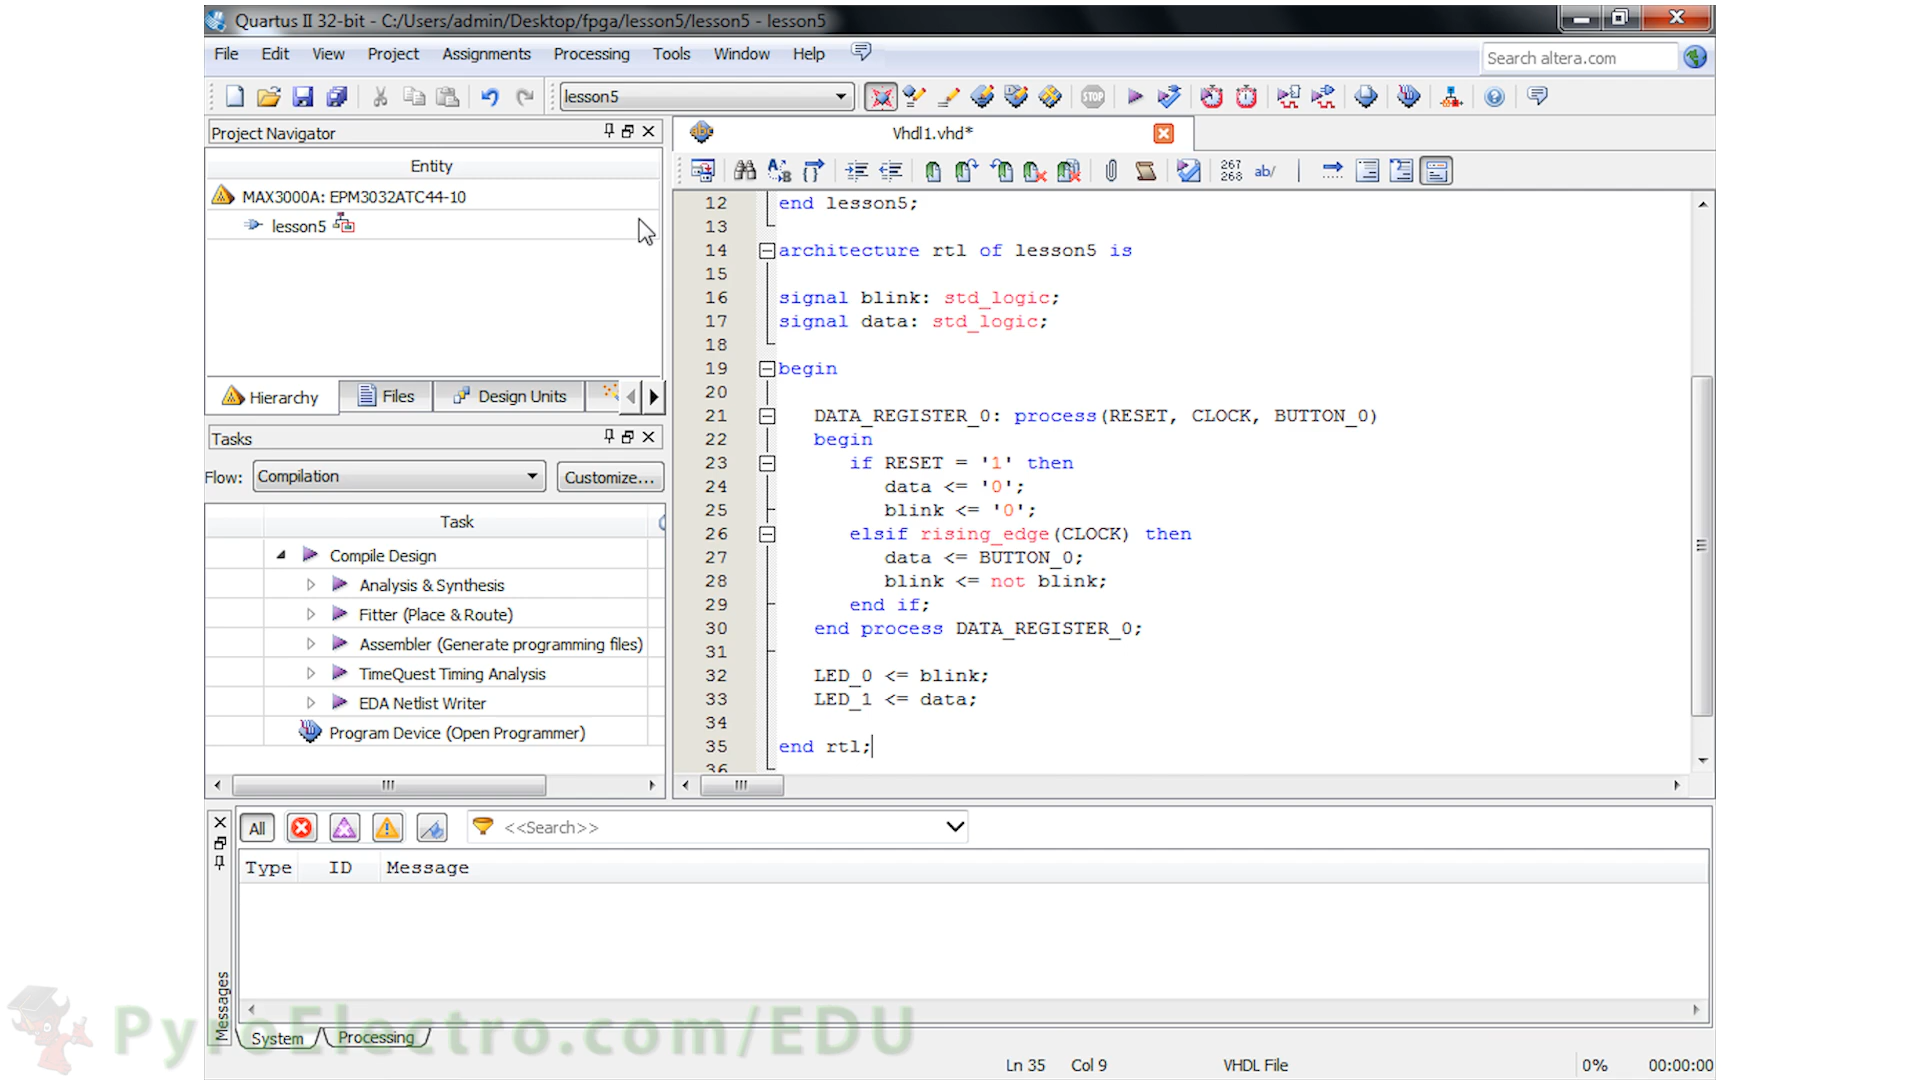 Quartus II 32-bit - C:/Users/admin/Desktop/fpga/lesson5/lesson5 - lesson5
File Edit View Project Assignments Processing Tools Window Help
Search altera.com
lesson5
STOP
Project Navigator
Entity
MAX3000A: EPM3032ATC44-10
lesson5
Hierarchy Files Design Units
Tasks
Flow: Compilation Customize...
Task
Compile Design
Analysis & Synthesis
Fitter (Place & Route)
Assembler (Generate programming files)
TimeQuest Timing Analysis
EDA Netlist Writer
Program Device (Open Programmer)
abc Vhdl1.vhd*
267
268 ab/
12 end lesson5;
13
14 architecture rtl of lesson5 is
15
16 signal blink: std_logic;
17 signal data: std_logic;
18
19 begin
20
21 DATA_REGISTER_0: process(RESET, CLOCK, BUTTON_0)
22 begin
23 if RESET = '1' then
24 data <= '0';
25 blink <= '0';
26 elsif rising_edge(CLOCK) then
27 data <= BUTTON_0;
28 blink <= not blink;
29 end if;
30 end process DATA_REGISTER_0;
31
32 LED_0 <= blink;
33 LED_1 <= data;
34
35 end rtl;
36
All <<Search>>
Type ID Message
Messages
System Processing
PyroElectro.com/EDU
Ln 35 Col 9 VHDL File 0% 00:00:00